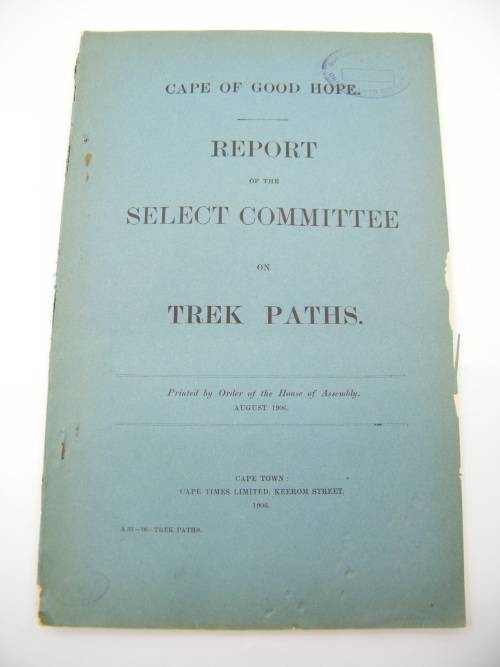 CAPE OF GOOD HOPE.
REPORT
OF THE
SELECT COMMITTEE
ON
TREK PATHS.
Printed by Order of the House of Assembly.
AUGUST 1906.
CAPE TOWN:
CAPE TIMES LIMITED, KEEROM STREET.
1906.
TREK PATHS.